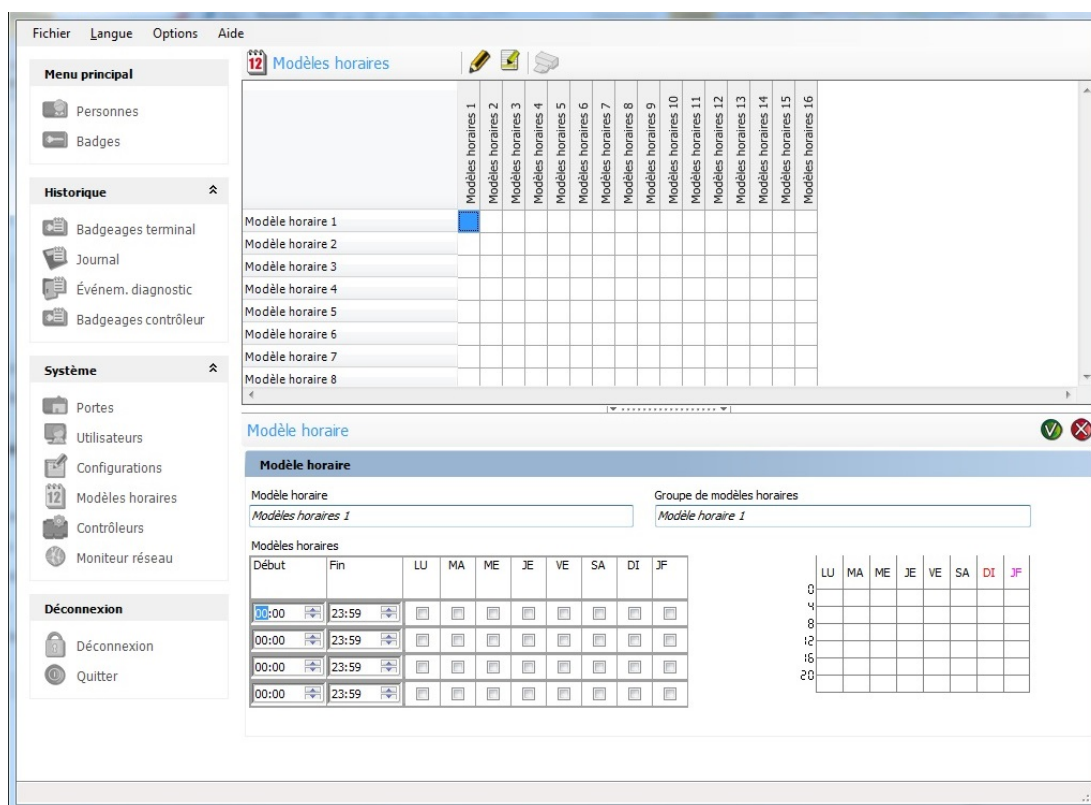 Fichier Langue Options Aide
Menu principal
Personnes
Badges
Historique
Badgeages terminal
Journal
Événem. diagnostic
Badgeages contrôleur
Système
Portes
Utilisateurs
Configurations
12 Modèles horaires
Contrôleurs
Moniteur réseau
Déconnexion
Déconnexion
Quitter
12 Modèles horaires
Modèles horaires 1
Modèles horaires 2
Modèles horaires 3
Modèles horaires 4
Modèles horaires 5
Modèles horaires 6
Modèles horaires 7
Modèles horaires 8
Modèles horaires 9
Modèles horaires 10
Modèles horaires 11
Modèles horaires 12
Modèles horaires 13
Modèles horaires 14
Modèles horaires 15
Modèles horaires 16
Modèle horaire 1
Modèle horaire 2
Modèle horaire 3
Modèle horaire 4
Modèle horaire 5
Modèle horaire 6
Modèle horaire 7
Modèle horaire 8
Modèle horaire
Modèle horaire
Modèle horaire Groupe de modèles horaires
Modèles horaires 1 Modèle horaire 1
Modèles horaires
Début Fin LU MA ME JE VE SA DI JF
00:00 23:59
00:00 23:59
00:00 23:59
00:00 23:59
LU MA ME JE VE SA DI JF
0
4
8
12
16
20